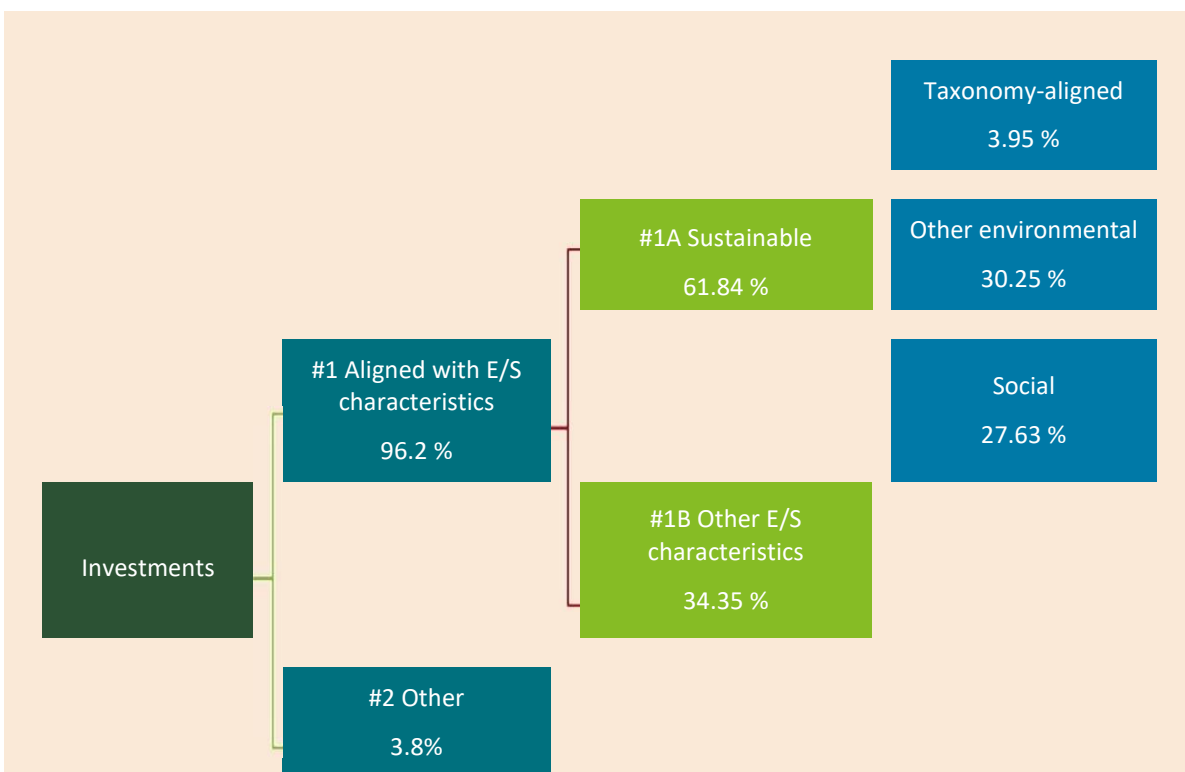 Taxonomy-aligned
3.95 %
#1A Sustainable
61.84 %
Other environmental
30.25 %
#1 Aligned with E/S
characteristics
96.2 %
Social
27.63 %
Investments
#1B Other E/S
characteristics
34.35 %
#2 Other
3.8%